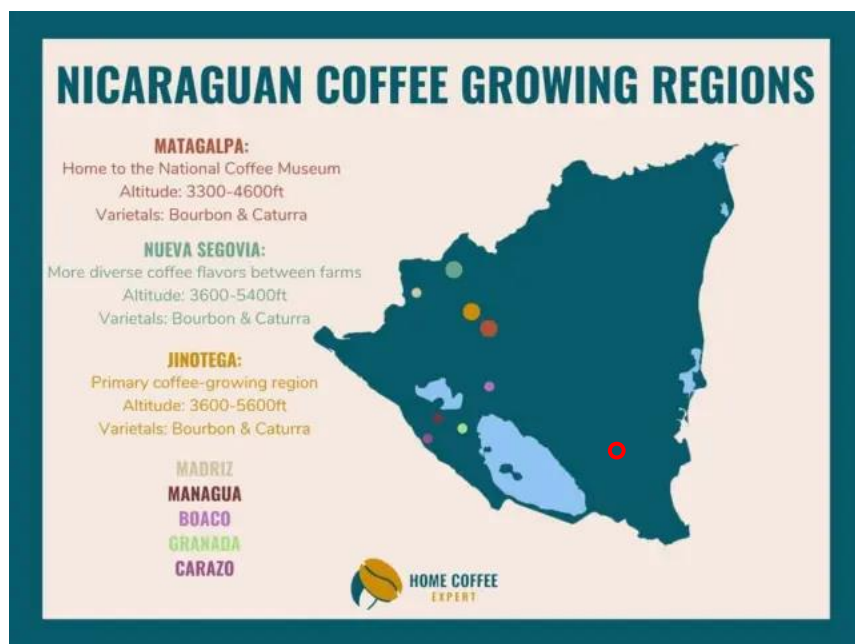 NICARAGUAN COFFEE GROWING REGIONS
MATAGALPA:
Home to the National Coffee Museum
Altitude: 3300-4600ft
Varietals: Bourbon & Caturra
NUEVA SEGOVIA:
More diverse coffee flavors between farms
Altitude: 3600-5400ft
Varietals: Bourbon & Caturra
JINOTEGA:
Primary coffee-growing region
Altitude: 3600-5600ft
Varietals: Bourbon & Caturra
MADRIZ
MANAGUA
BOACO
GRANADA
CARAZO
HOME COFFEE
EXPERT